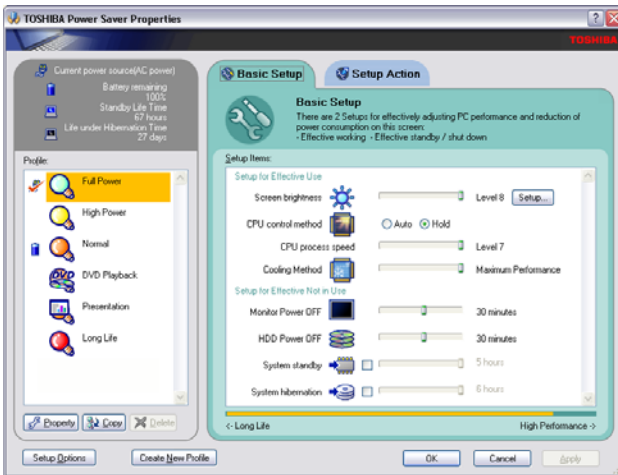 TOSHIBA Power Saver Properties
TOSHIBA
Current power source(AC power)
Battery remaining
100%
Standby Life Time
67 hours
Life under Hibernation Time
27 days
Profile:
Full Power
High Power
Normal
DVD Playback
Presentation
Long Life
Property
Copy
Delete
Setup Options
Create New Profile
Basic Setup
Setup Action
Basic Setup
There are 2 Setups for effectively adjusting PC performance and reduction of
power consumption on this screen:
- Effective working - Effective standby / shut down
Setup Items:
Setup for Effective Use
Screen brightness Level 8 Setup...
CPU control method Auto Hold
CPU process speed Level 7
Cooling Method Maximum Performance
Setup for Effective Not in Use
Monitor Power OFF 30 minutes
HDD Power OFF 30 minutes
System standby 5 hours
System hibernation 6 hours
<- Long Life High Performance ->
OK Cancel Apply